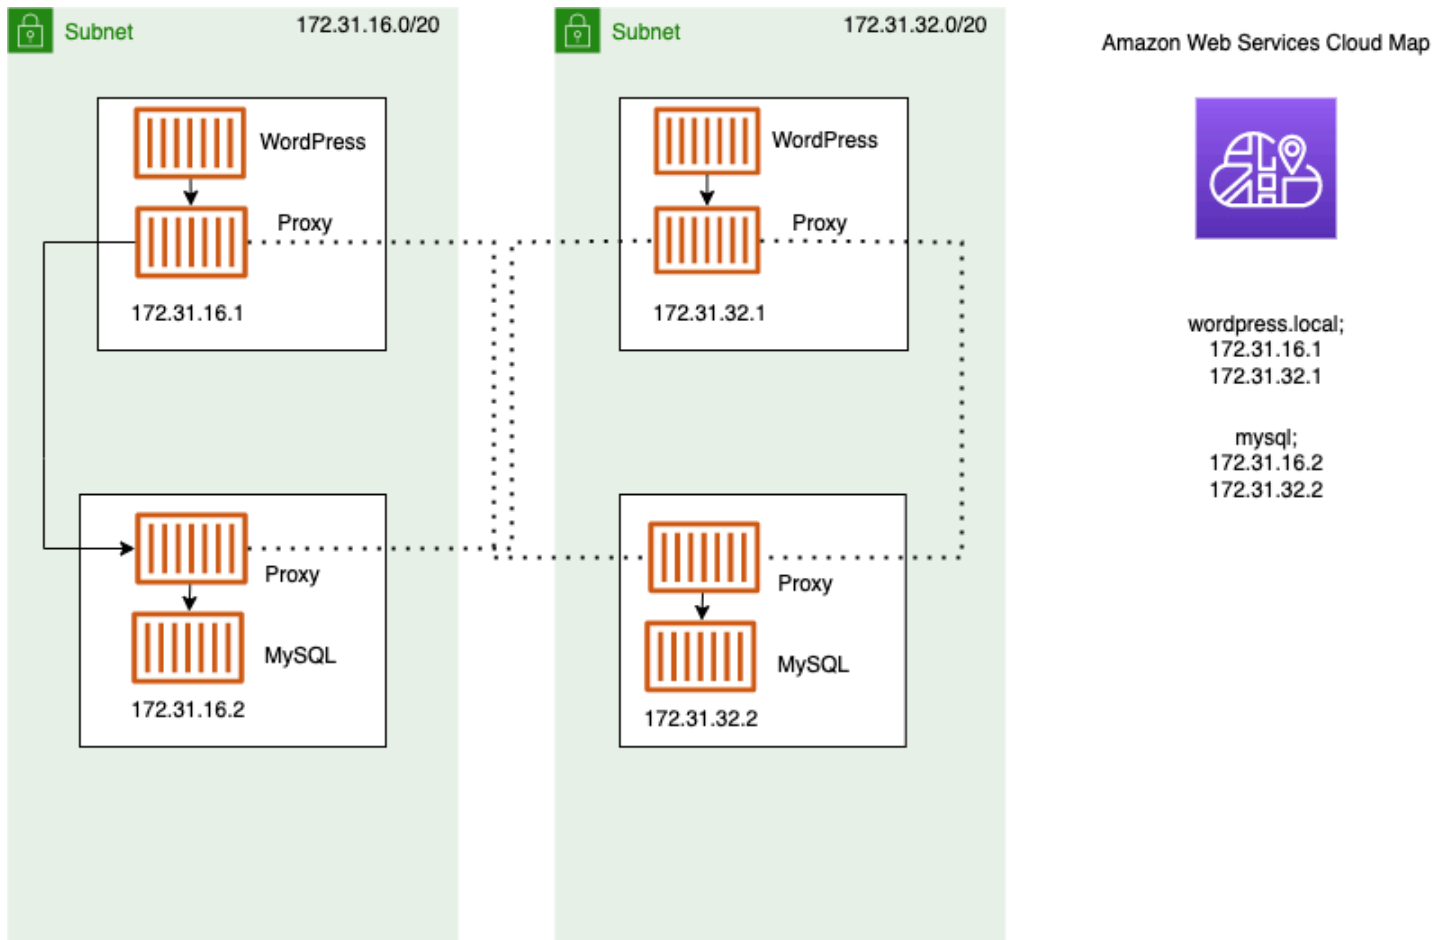 Subnet
172.31.16.0/20
WordPress
Proxy
172.31.16.1
Proxy
MySQL
172.31.16.2
Subnet
172.31.32.0/20
WordPress
Proxy
172.31.32.1
Proxy
MySQL
172.31.32.2
Amazon Web Services Cloud Map
wordpress.local;
172.31.16.1
172.31.32.1
mysql;
172.31.16.2
172.31.32.2